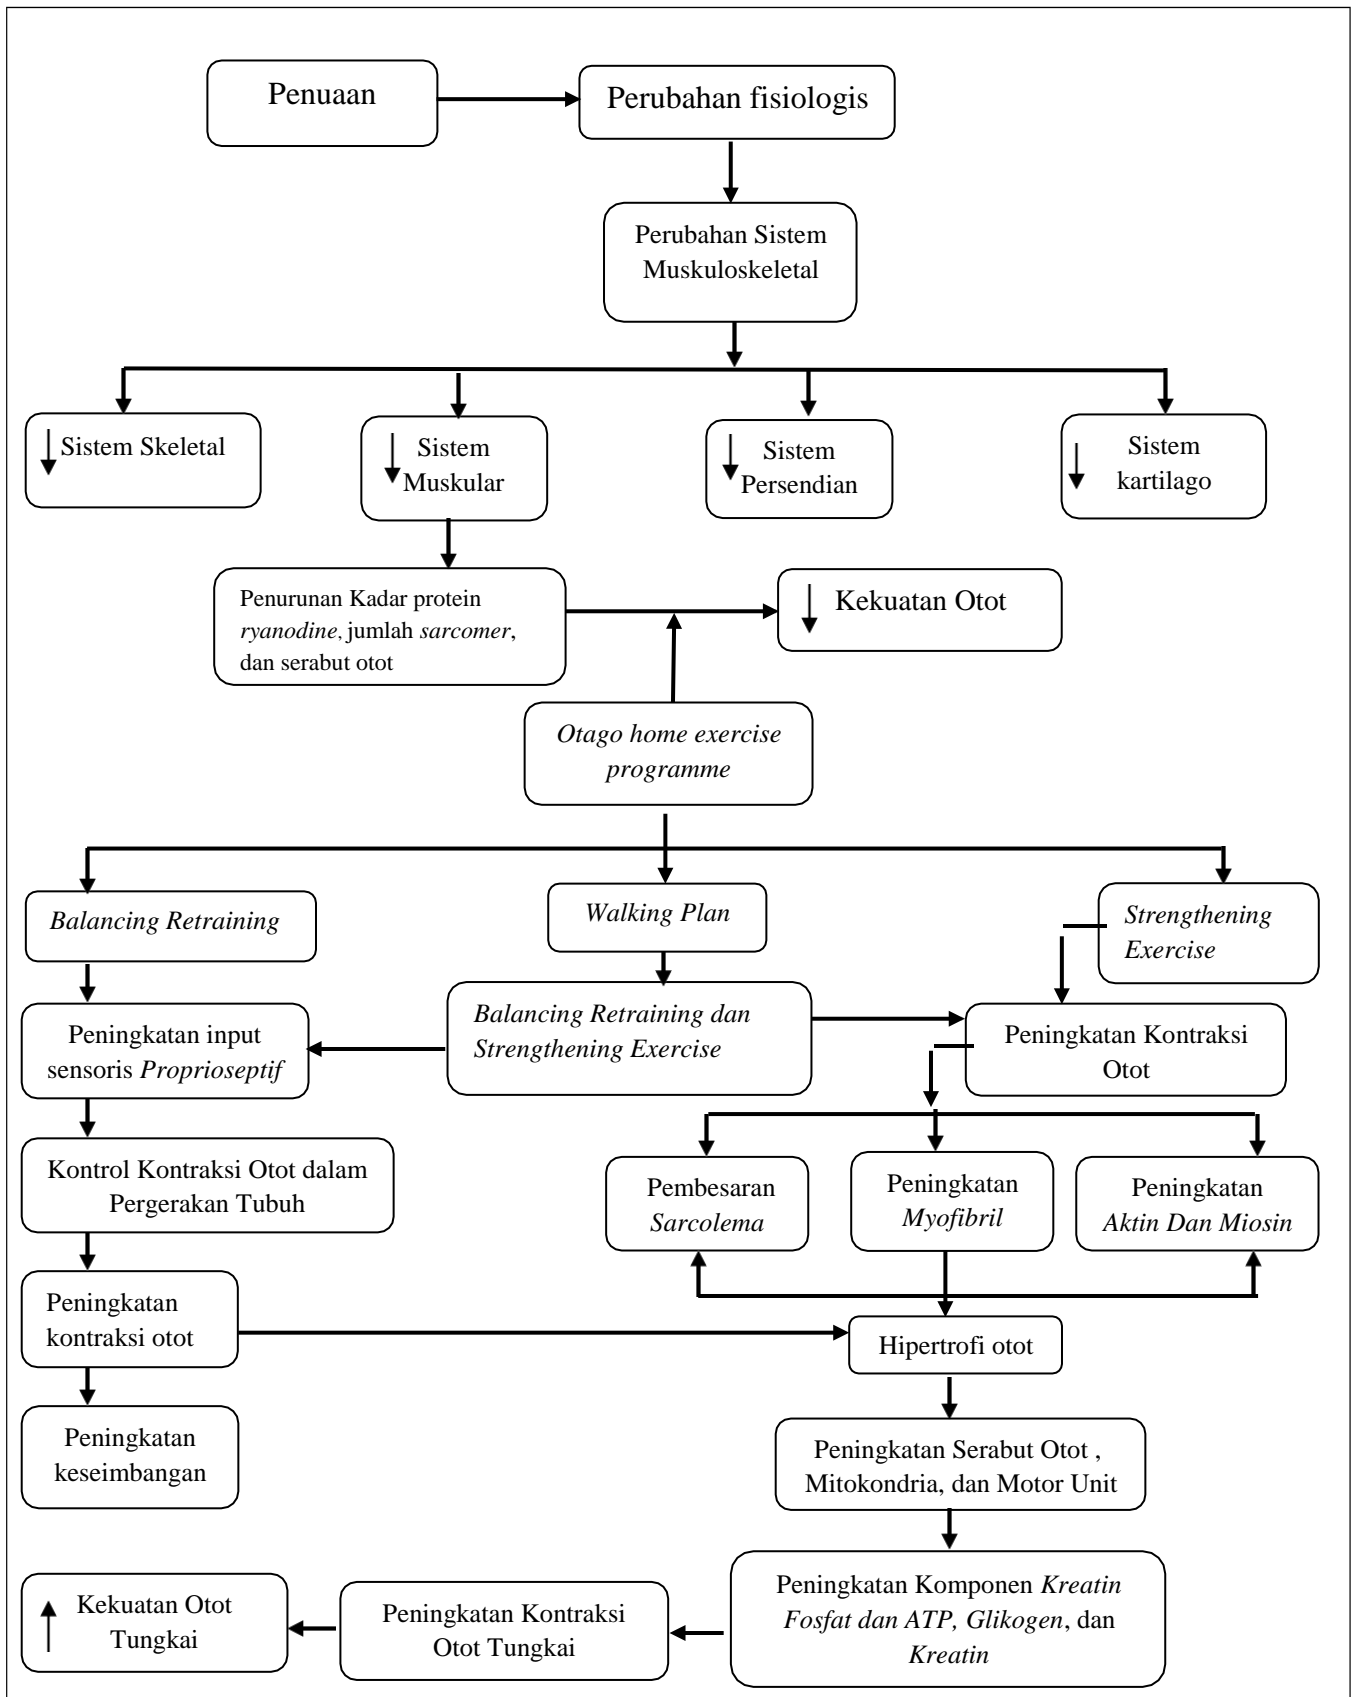 Penuaan
Perubahan fisiologis
Perubahan Sistem
Muskuloskeletal
Sistem Skeletal
Sistem
Muskular
Sistem
Persendian
Sistem
kartilago
Penurunan Kadar protein
ryanodine, jumlah sarcomer,
dan serabut otot
Kekuatan Otot
Otago home exercise
programme
Balancing Retraining
Walking Plan
Strengthening
Exercise
Peningkatan input
sensoris Proprioseptif
Balancing Retraining dan
Strengthening Exercise
Peningkatan Kontraksi
Otot
Kontrol Kontraksi Otot dalam
Pergerakan Tubuh
Pembesaran
Sarcolema
Peningkatan
Myofibril
Peningkatan
Aktin Dan Miosin
Peningkatan
kontraksi otot
Hipertrofi otot
Peningkatan
keseimbangan
Peningkatan Serabut Otot ,
Mitokondria, dan Motor Unit
Kekuatan Otot
Tungkai
Peningkatan Kontraksi
Otot Tungkai
Peningkatan Komponen Kreatin
Fosfat dan ATP, Glikogen, dan
Kreatin